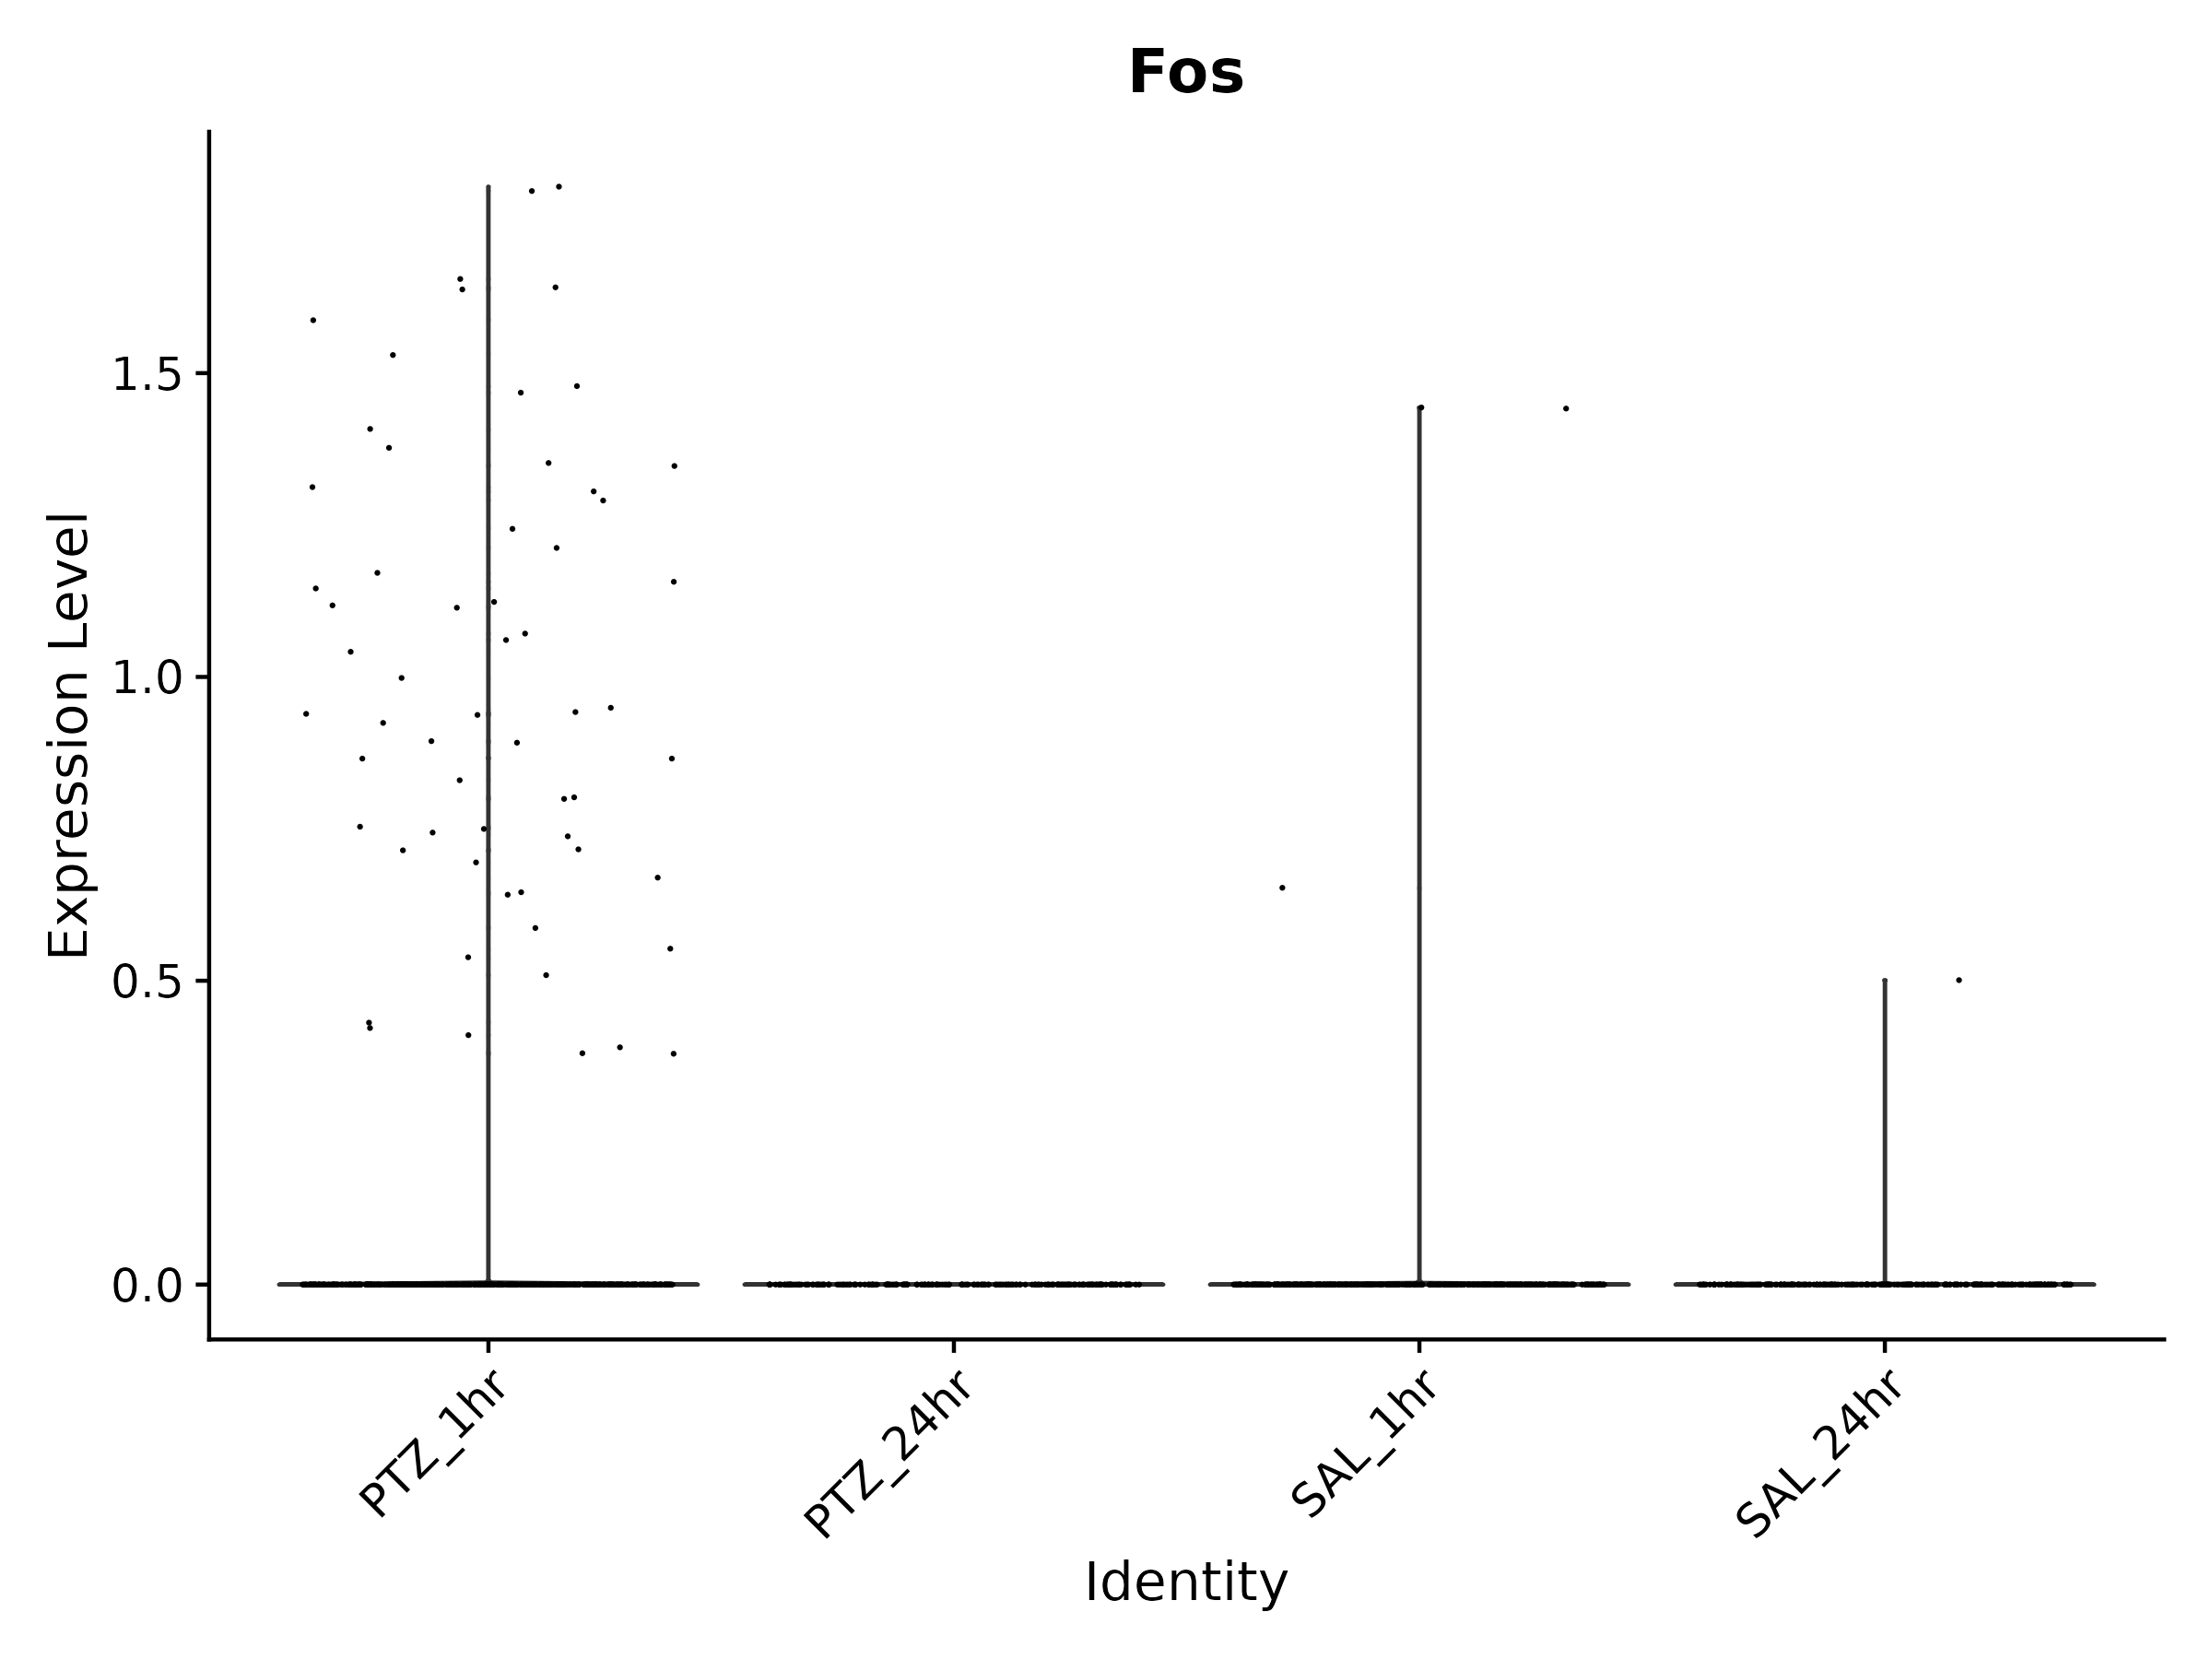 Fos
Expression Level
1.5
1.0
0.5
0.0
PTZ_1hr
PTZ_24hr
SAL_1hr
SAL_24hr
Identity